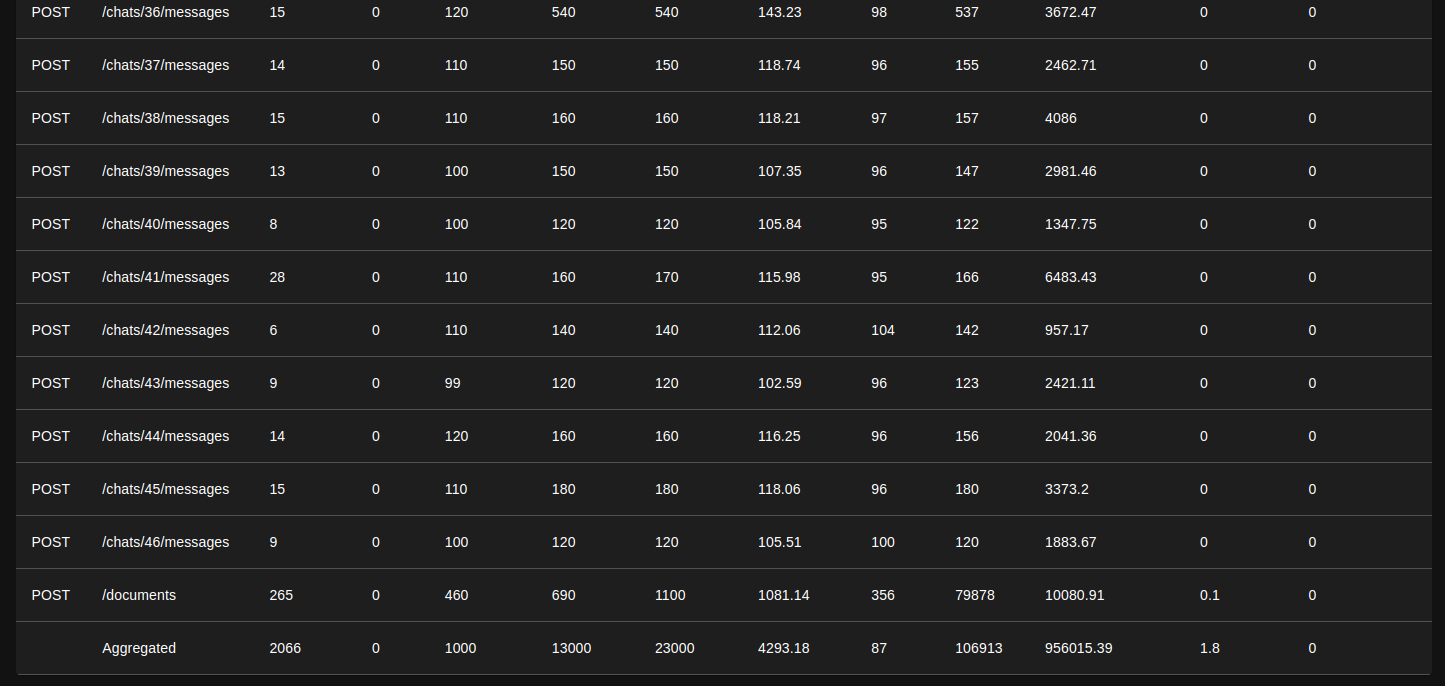 POST /chats/36/messages 15 0 120 540 540 143.23 98 537 3672.47 0 0
POST /chats/37/messages 14 0 110 150 150 118.74 96 155 2462.71 0 0
POST /chats/38/messages 15 0 110 160 160 118.21 97 157 4086 0 0
POST /chats/39/messages 13 0 100 150 150 107.35 96 147 2981.46 0 0
POST /chats/40/messages 8 0 100 120 120 105.84 95 122 1347.75 0 0
POST /chats/41/messages 28 0 110 160 170 115.98 95 166 6483.43 0 0
POST /chats/42/messages 6 0 110 140 140 112.06 104 142 957.17 0 0
POST /chats/43/messages 9 0 99 120 120 102.59 96 123 2421.11 0 0
POST /chats/44/messages 14 0 120 160 160 116.25 96 156 2041.36 0 0
POST /chats/45/messages 15 0 110 180 180 118.06 96 180 3373.2 0 0
POST /chats/46/messages 9 0 100 120 120 105.51 100 120 1883.67 0 0
POST /documents 265 0 460 690 1100 1081.14 356 79878 10080.91 0.1 0
Aggregated 2066 0 1000 13000 23000 4293.18 87 106913 956015.39 1.8 0